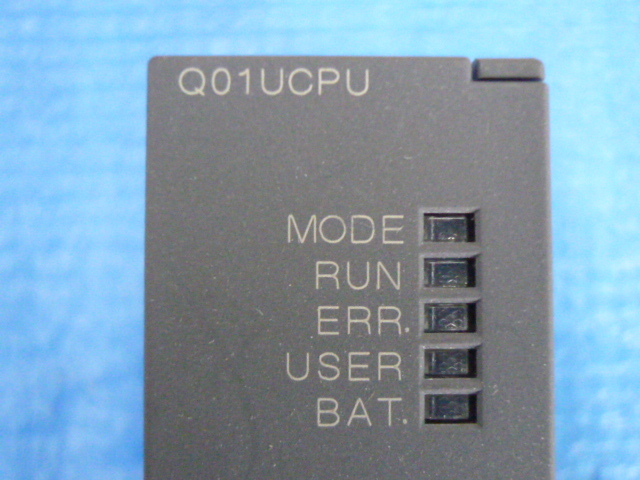 Q01UCPU
MODE
RUN
ERR.
USER
BAT.